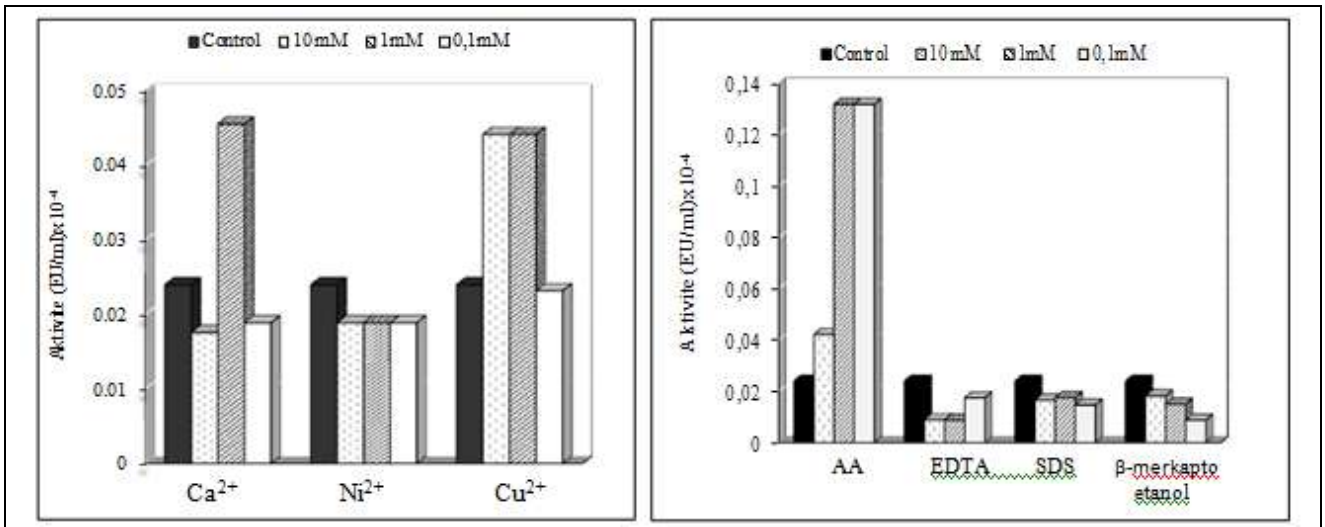 Control 10mM 1mM 0,1mM
Aktivite (EU/ml)x10⁻⁴
0.05
0.04
0.03
0.02
0.01
0
Ca²⁺ Ni²⁺ Cu²⁺
Control 10mM 1mM 0,1mM
Aktivite (EU/ml)x10⁻⁴
0,14
0,12
0,1
0,08
0,06
0,04
0,02
0
AA EDTA SDS β-merkapto
etanol